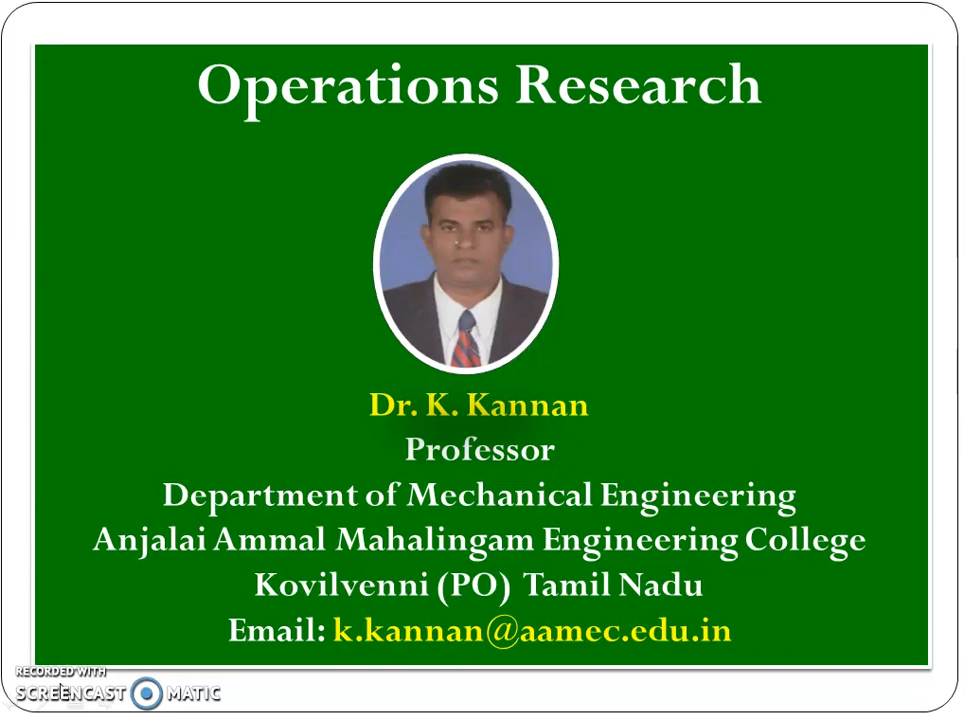 Operations Research
Dr. K. Kannan
Professor
Department of Mechanical Engineering
Anjalai Ammal Mahalingam Engineering College
Kovilvenni (PO) Tamil Nadu
Email: k.kannan@aamec.edu.in
RECORDED WITH
SCREENCAST MATIC